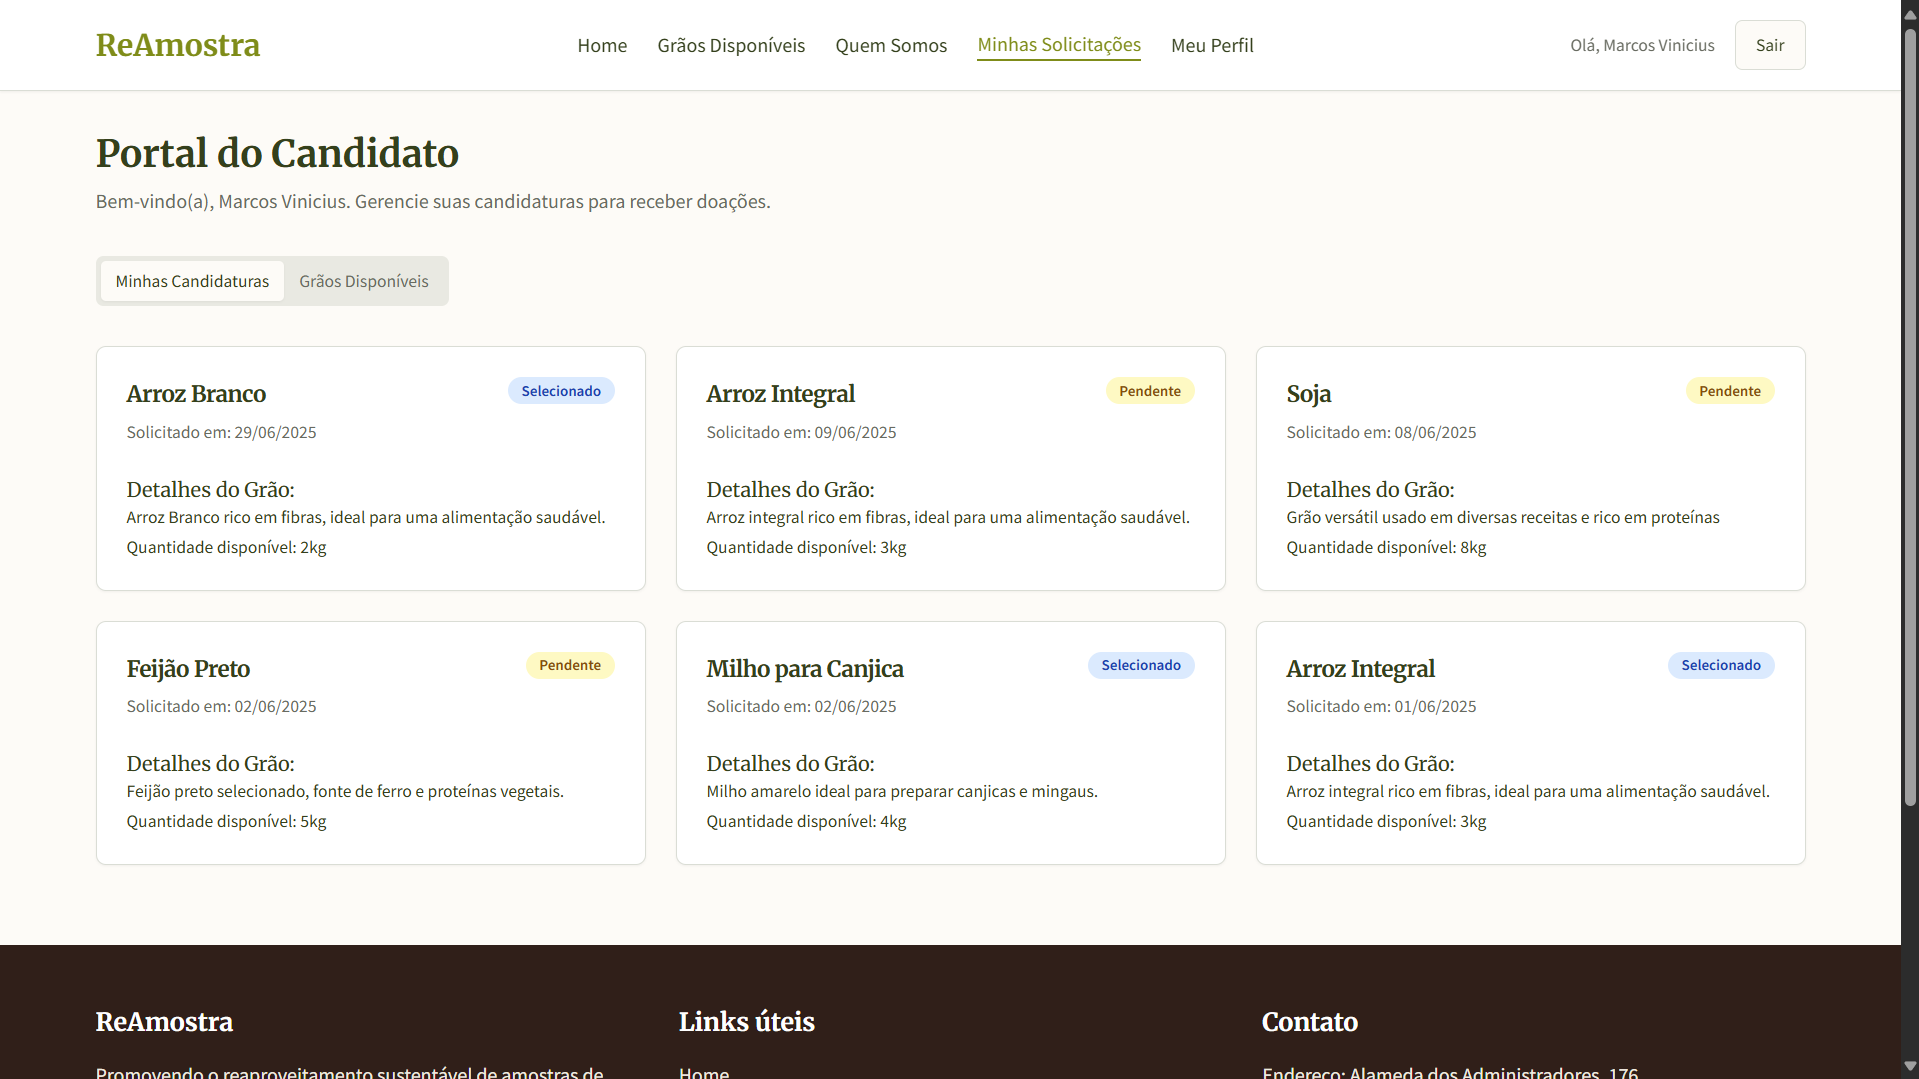 ReAmostra
Home
Grãos Disponíveis
Quem Somos
Minhas Solicitações
Meu Perfil
Olá, Marcos Vinicius
Sair
Portal do Candidato
Bem-vindo(a), Marcos Vinicius. Gerencie suas candidaturas para receber doações.
Minhas Candidaturas
Grãos Disponíveis
Arroz Branco
Selecionado
Solicitado em: 29/06/2025
Detalhes do Grão:
Arroz Branco rico em fibras, ideal para uma alimentação saudável.
Quantidade disponível: 2kg
Arroz Integral
Pendente
Solicitado em: 09/06/2025
Detalhes do Grão:
Arroz integral rico em fibras, ideal para uma alimentação saudável.
Quantidade disponível: 3kg
Soja
Pendente
Solicitado em: 08/06/2025
Detalhes do Grão:
Grão versátil usado em diversas receitas e rico em proteínas
Quantidade disponível: 8kg
Feijão Preto
Pendente
Solicitado em: 02/06/2025
Detalhes do Grão:
Feijão preto selecionado, fonte de ferro e proteínas vegetais.
Quantidade disponível: 5kg
Milho para Canjica
Selecionado
Solicitado em: 02/06/2025
Detalhes do Grão:
Milho amarelo ideal para preparar canjicas e mingaus.
Quantidade disponível: 4kg
Arroz Integral
Selecionado
Solicitado em: 01/06/2025
Detalhes do Grão:
Arroz integral rico em fibras, ideal para uma alimentação saudável.
Quantidade disponível: 3kg
ReAmostra
Promovendo o reaproveitamento sustentável de amostras de
Links úteis
Home
Contato
Endereço: Alameda dos Administradores, 176